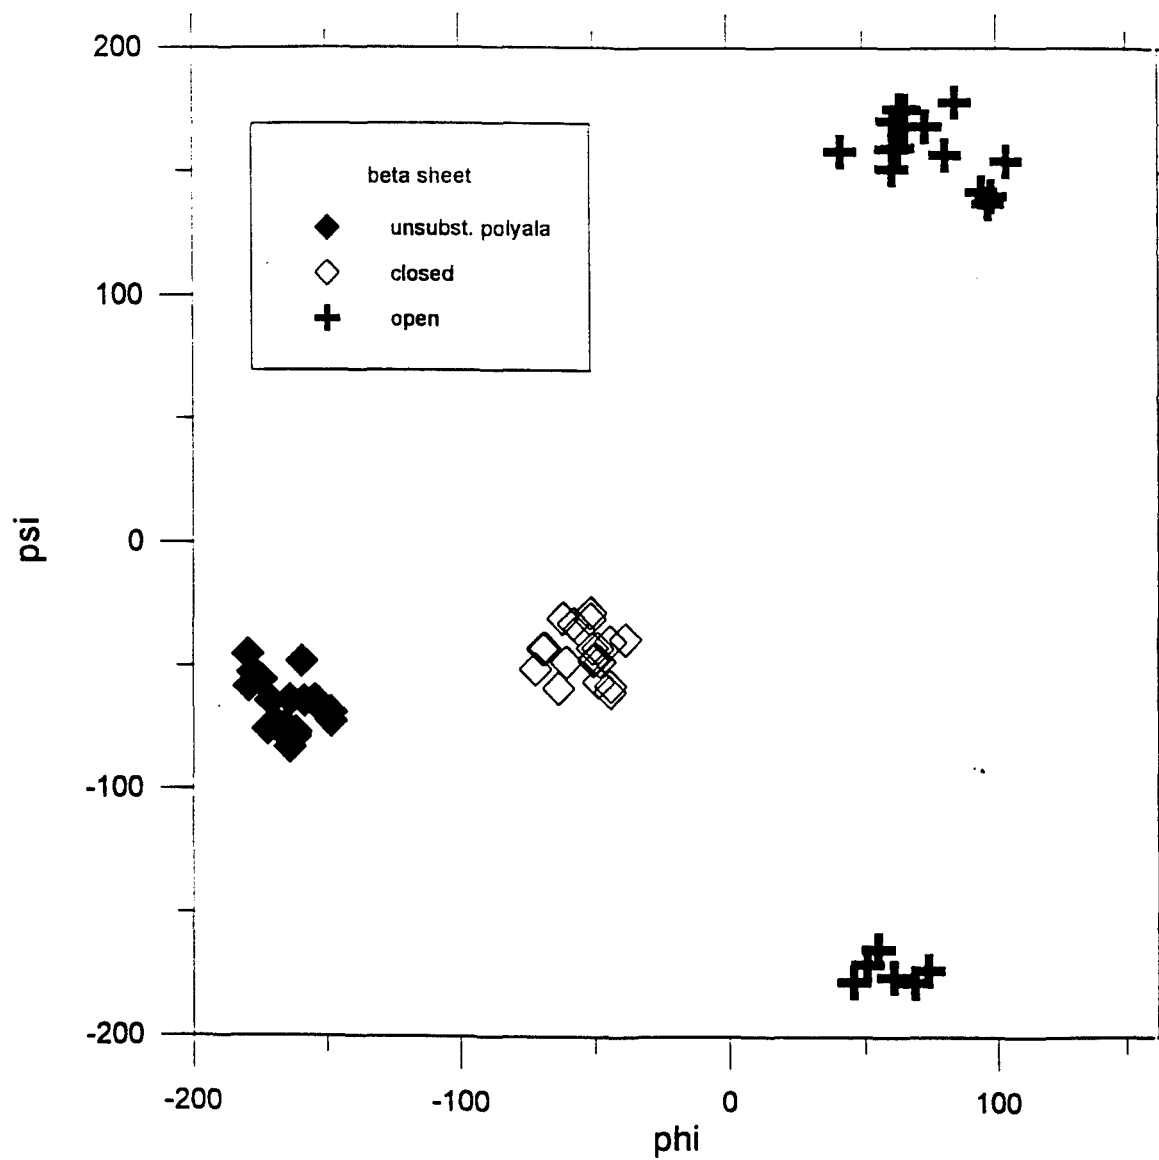 200
beta sheet
unsubst. polyala
closed
open
100
psi
0
-100
-200
-200 -100 0 100
phi